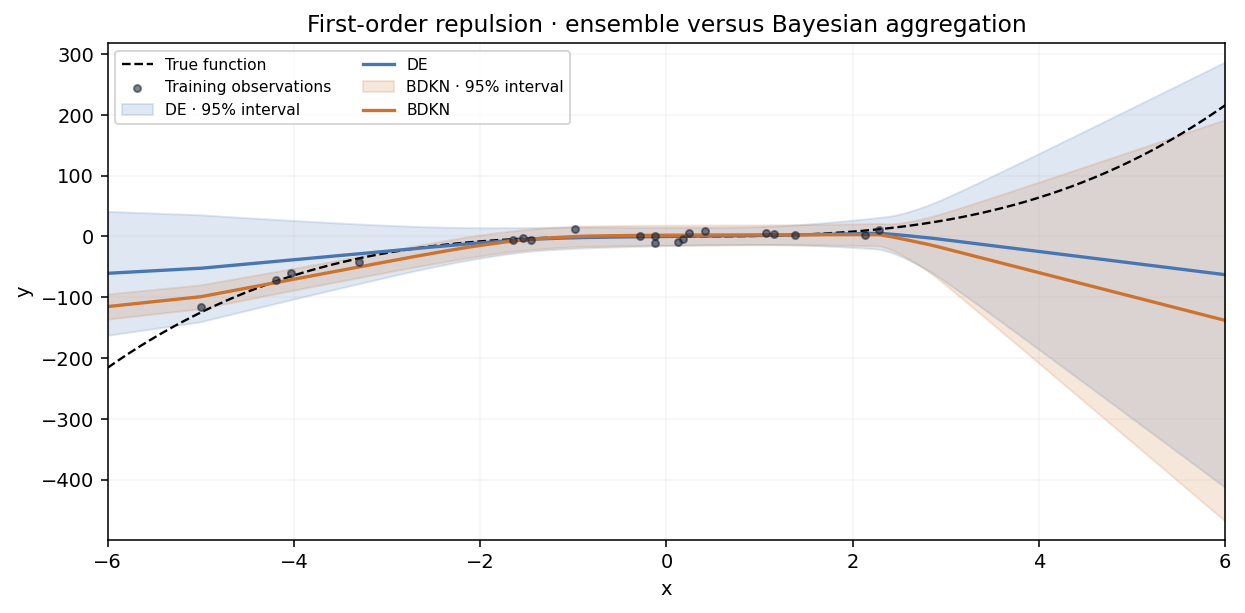 First-order repulsion · ensemble versus Bayesian aggregation
True function
Training observations
DE · 95% interval
DE
BDKN · 95% interval
BDKN
300
200
100
0
−100
−200
−300
−400
y
−6
−4
−2
0
2
4
6
x